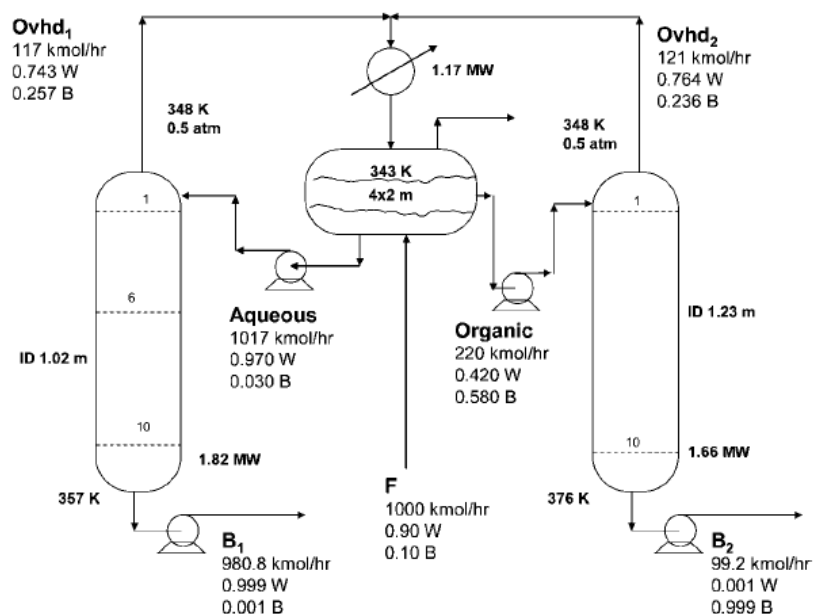 Ovhd1
117 kmol/hr
0.743 W
0.257 B
348 K
0.5 atm
1.17 MW
Ovhd2
121 kmol/hr
0.764 W
0.236 B
348 K
0.5 atm
343 K
4x2 m
1
6
10
ID 1.02 m
1.82 MW
357 K
Aqueous
1017 kmol/hr
0.970 W
0.030 B
Organic
220 kmol/hr
0.420 W
0.580 B
1
10
ID 1.23 m
1.66 MW
376 K
F
1000 kmol/hr
0.90 W
0.10 B
B1
980.8 kmol/hr
0.999 W
0.001 B
B2
99.2 kmol/hr
0.001 W
0.999 B